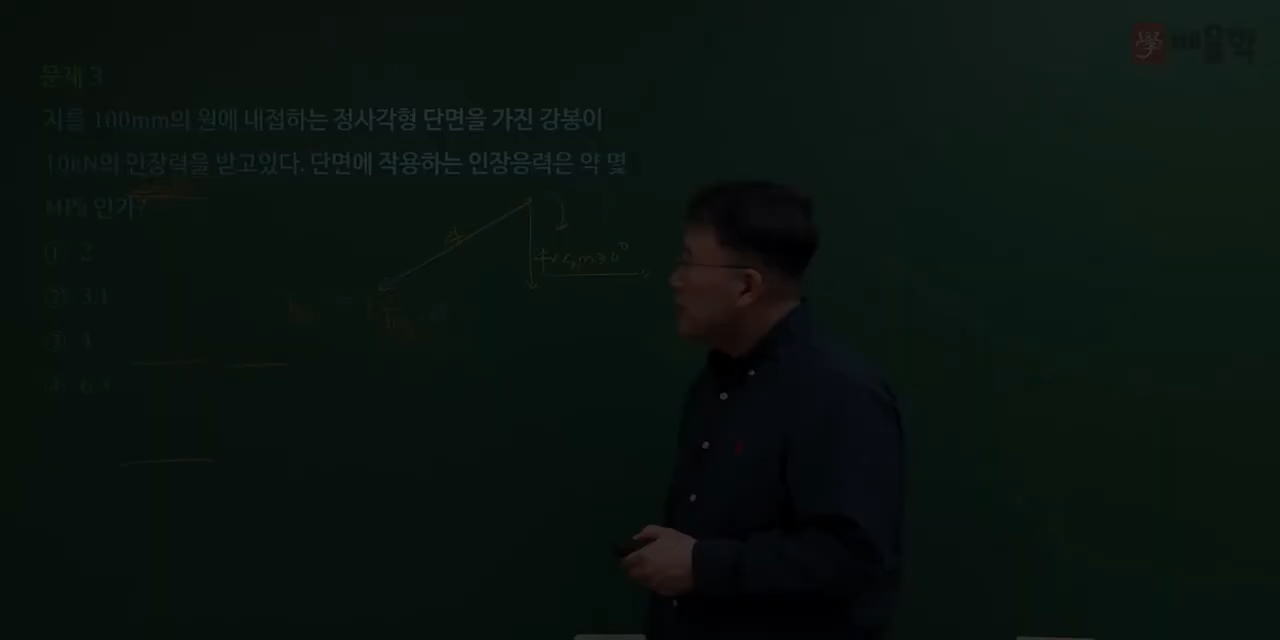 배울학
문제 3
지름 100mm의 원에 내접하는 정사각형 단면을 가진 강봉이
10kN의 인장력을 받고있다. 단면에 작용하는 인장응력은 약 몇
MPa 인가?
① 2
② 3.1
③ 4
④ 6.3